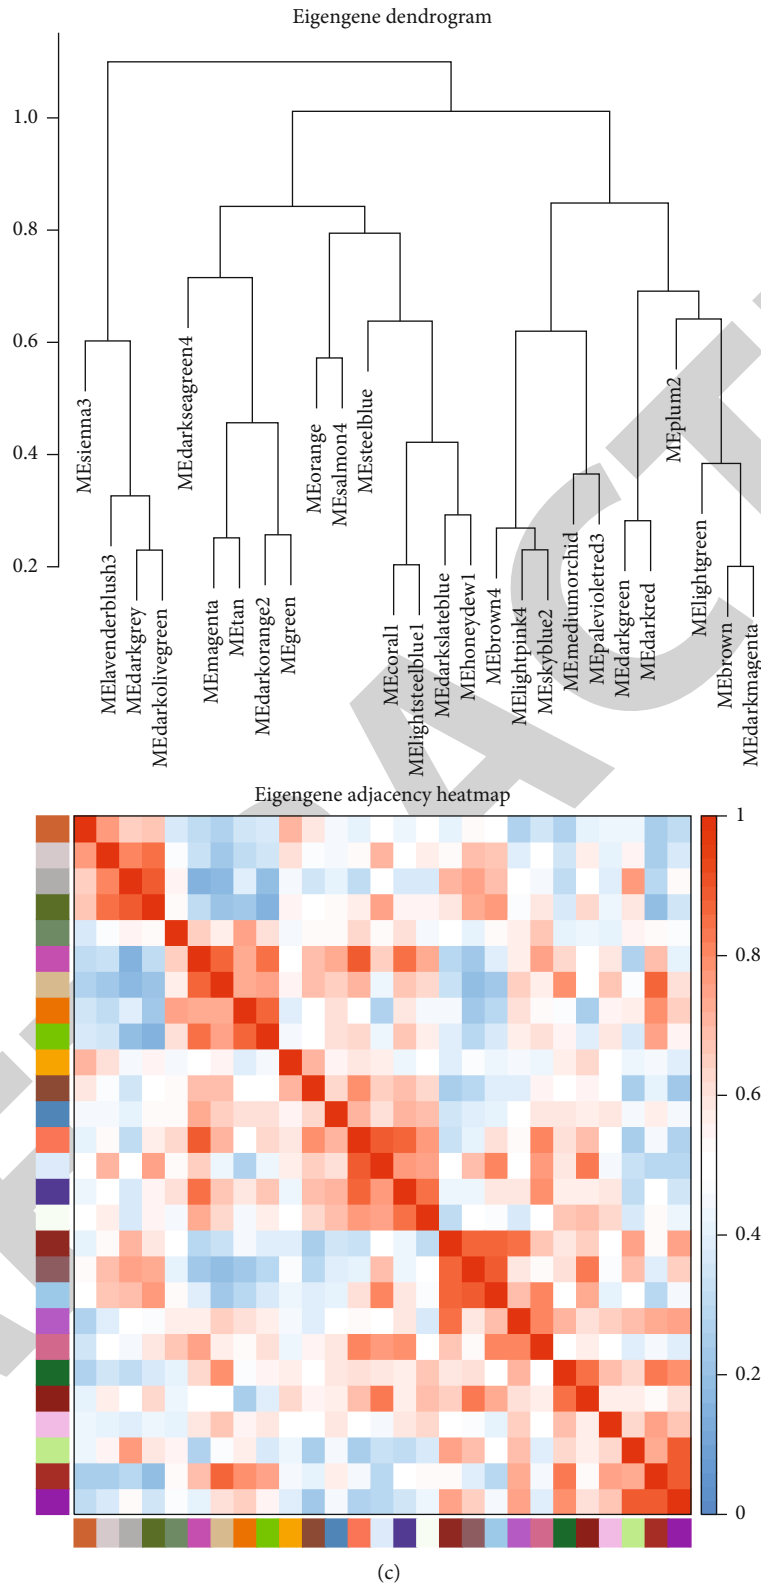 Eigengene dendrogram
1.0
0.8
0.6
0.4
0.2
MEsienna3
MElavenderblush3
MEdarkgrey
MEdarkolivegreen
MEdarkseagreen4
MEmagenta
MEtan
MEdarkorange2
MEgreen
MEorange
MEsalmon4
MEsteelblue
MEcoral1
MElightsteelblue1
MEdarkslateblue
MEhoneydew1
MEbrown4
MElightpink4
MEskyblue2
MEmediumorchid
MEpalevioletred3
MEdarkgreen
MEdarkred
MEplum2
MElightgreen
MEbrown
MEdarkmagenta
Eigengene adjacency heatmap
1
0.8
0.6
0.4
0.2
0
(c)